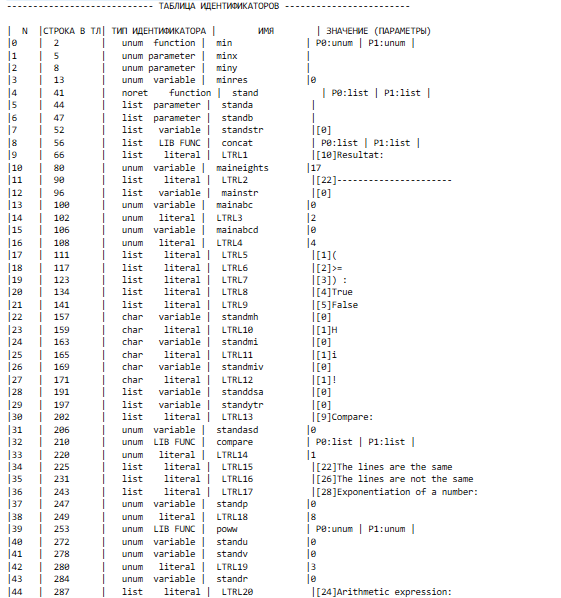 ---------------------------- ТАБЛИЦА ИДЕНТИФИКАТОРОВ ------------------------
| N |СТРОКА В ТЛ| ТИП ИДЕНТИФИКАТОРА | ИМЯ | ЗНАЧЕНИЕ (ПАРАМЕТРЫ)
|0 | 2 | unum function | min | P0:unum | P1:unum |
|1 | 5 | unum parameter | minx |
|2 | 8 | unum parameter | miny |
|3 | 13 | unum variable | minres |0
|4 | 41 | noret function | stand | P0:list | P1:list |
|5 | 44 | list parameter | standa |
|6 | 47 | list parameter | standb |
|7 | 52 | list variable | standstr |[0]
|8 | 56 | list LIB FUNC | concat | P0:list | P1:list |
|9 | 66 | list literal | LTRL1 |[10]Resultat:
|10 | 80 | unum variable | maineights |17
|11 | 90 | list literal | LTRL2 |[22]----------------------
|12 | 96 | list variable | mainstr |[0]
|13 | 100 | unum variable | mainabc |0
|14 | 102 | unum literal | LTRL3 |2
|15 | 106 | unum variable | mainabcd |0
|16 | 108 | unum literal | LTRL4 |4
|17 | 111 | list literal | LTRL5 |[1](
|18 | 117 | list literal | LTRL6 |[2]>=
|19 | 123 | list literal | LTRL7 |[3]) :
|20 | 134 | list literal | LTRL8 |[4]True
|21 | 141 | list literal | LTRL9 |[5]False
|22 | 157 | char variable | standmh |[0]
|23 | 159 | char literal | LTRL10 |[1]H
|24 | 163 | char variable | standmi |[0]
|25 | 165 | char literal | LTRL11 |[1]i
|26 | 169 | char variable | standmiv |[0]
|27 | 171 | char literal | LTRL12 |[1]!
|28 | 191 | list variable | standdsa |[0]
|29 | 197 | list variable | standytr |[0]
|30 | 202 | list literal | LTRL13 |[9]Compare:
|31 | 206 | unum variable | standasd |0
|32 | 210 | unum LIB FUNC | compare | P0:list | P1:list |
|33 | 220 | unum literal | LTRL14 |1
|34 | 225 | list literal | LTRL15 |[22]The lines are the same
|35 | 231 | list literal | LTRL16 |[26]The lines are not the same
|36 | 243 | list literal | LTRL17 |[28]Exponentiation of a number:
|37 | 247 | unum variable | standp |0
|38 | 249 | unum literal | LTRL18 |8
|39 | 253 | unum LIB FUNC | poww | P0:unum | P1:unum |
|40 | 272 | unum variable | standu |0
|41 | 278 | unum variable | standv |0
|42 | 280 | unum literal | LTRL19 |3
|43 | 284 | unum variable | standr |0
|44 | 287 | list literal | LTRL20 |[24]Arithmetic expression: